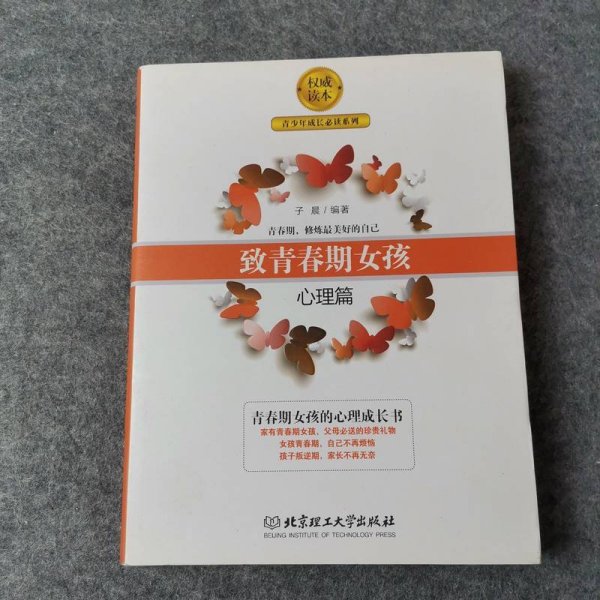 权威
读本
青少年成长必读系列
子 晨 / 编著
青春期，修炼最美好的自己
致青春期女孩
心理篇
青春期女孩的心理成长书
家有青春期女孩、父母必送的珍贵礼物
女孩青春期，自己不再烦恼
孩子叛逆期，家长不再无奈
北京理工大学出版社
BEIJING INSTITUTE OF TECHNOLOGY PRESS